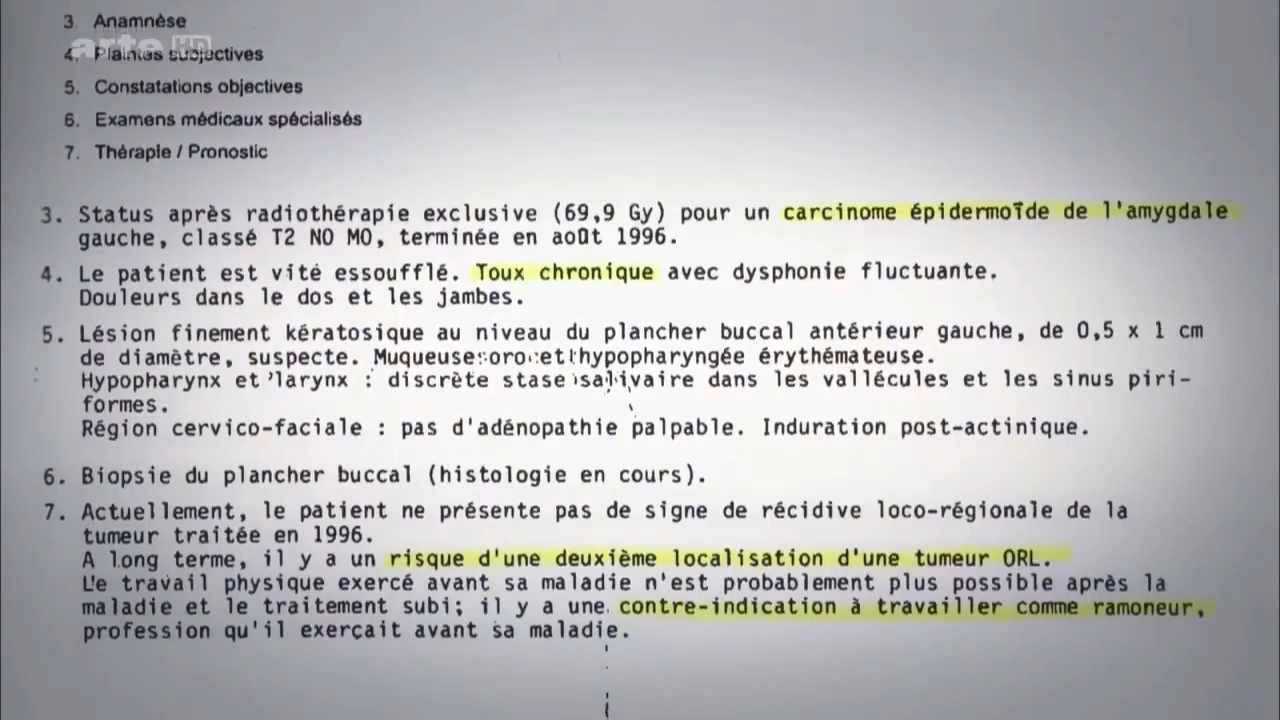 3. Anamnèse
arte HD
4. Plaintes subjectives
5. Constatations objectives
6. Examens médicaux spécialisés
7. Thérapie / Pronostic
3. Status après radiothérapie exclusive (69,9 Gy) pour un carcinome épidermoïde de l'amygdale
gauche, classé T2 NO MO, terminée en août 1996.
4. Le patient est vité essoufflé. Toux chronique avec dysphonie fluctuante.
Douleurs dans le dos et les jambes.
5. Lésion finement kératosique au niveau du plancher buccal antérieur gauche, de 0,5 x 1 cm
de diamètre, suspecte. Muqueuse oro et hypopharyngée érythémateuse.
Hypopharynx et larynx : discrète stase salivaire dans les vallécules et les sinus piri-
formes.
Région cervico-faciale : pas d'adénopathie palpable. Induration post-actinique.
6. Biopsie du plancher buccal (histologie en cours).
7. Actuellement, le patient ne présente pas de signe de récidive loco-régionale de la
tumeur traitée en 1996.
A long terme, il y a un risque d'une deuxième localisation d'une tumeur ORL.
Le travail physique exercé avant sa maladie n'est probablement plus possible après la
maladie et le traitement subi; il y a une contre-indication à travailler comme ramoneur,
profession qu'il exerçait avant sa maladie.